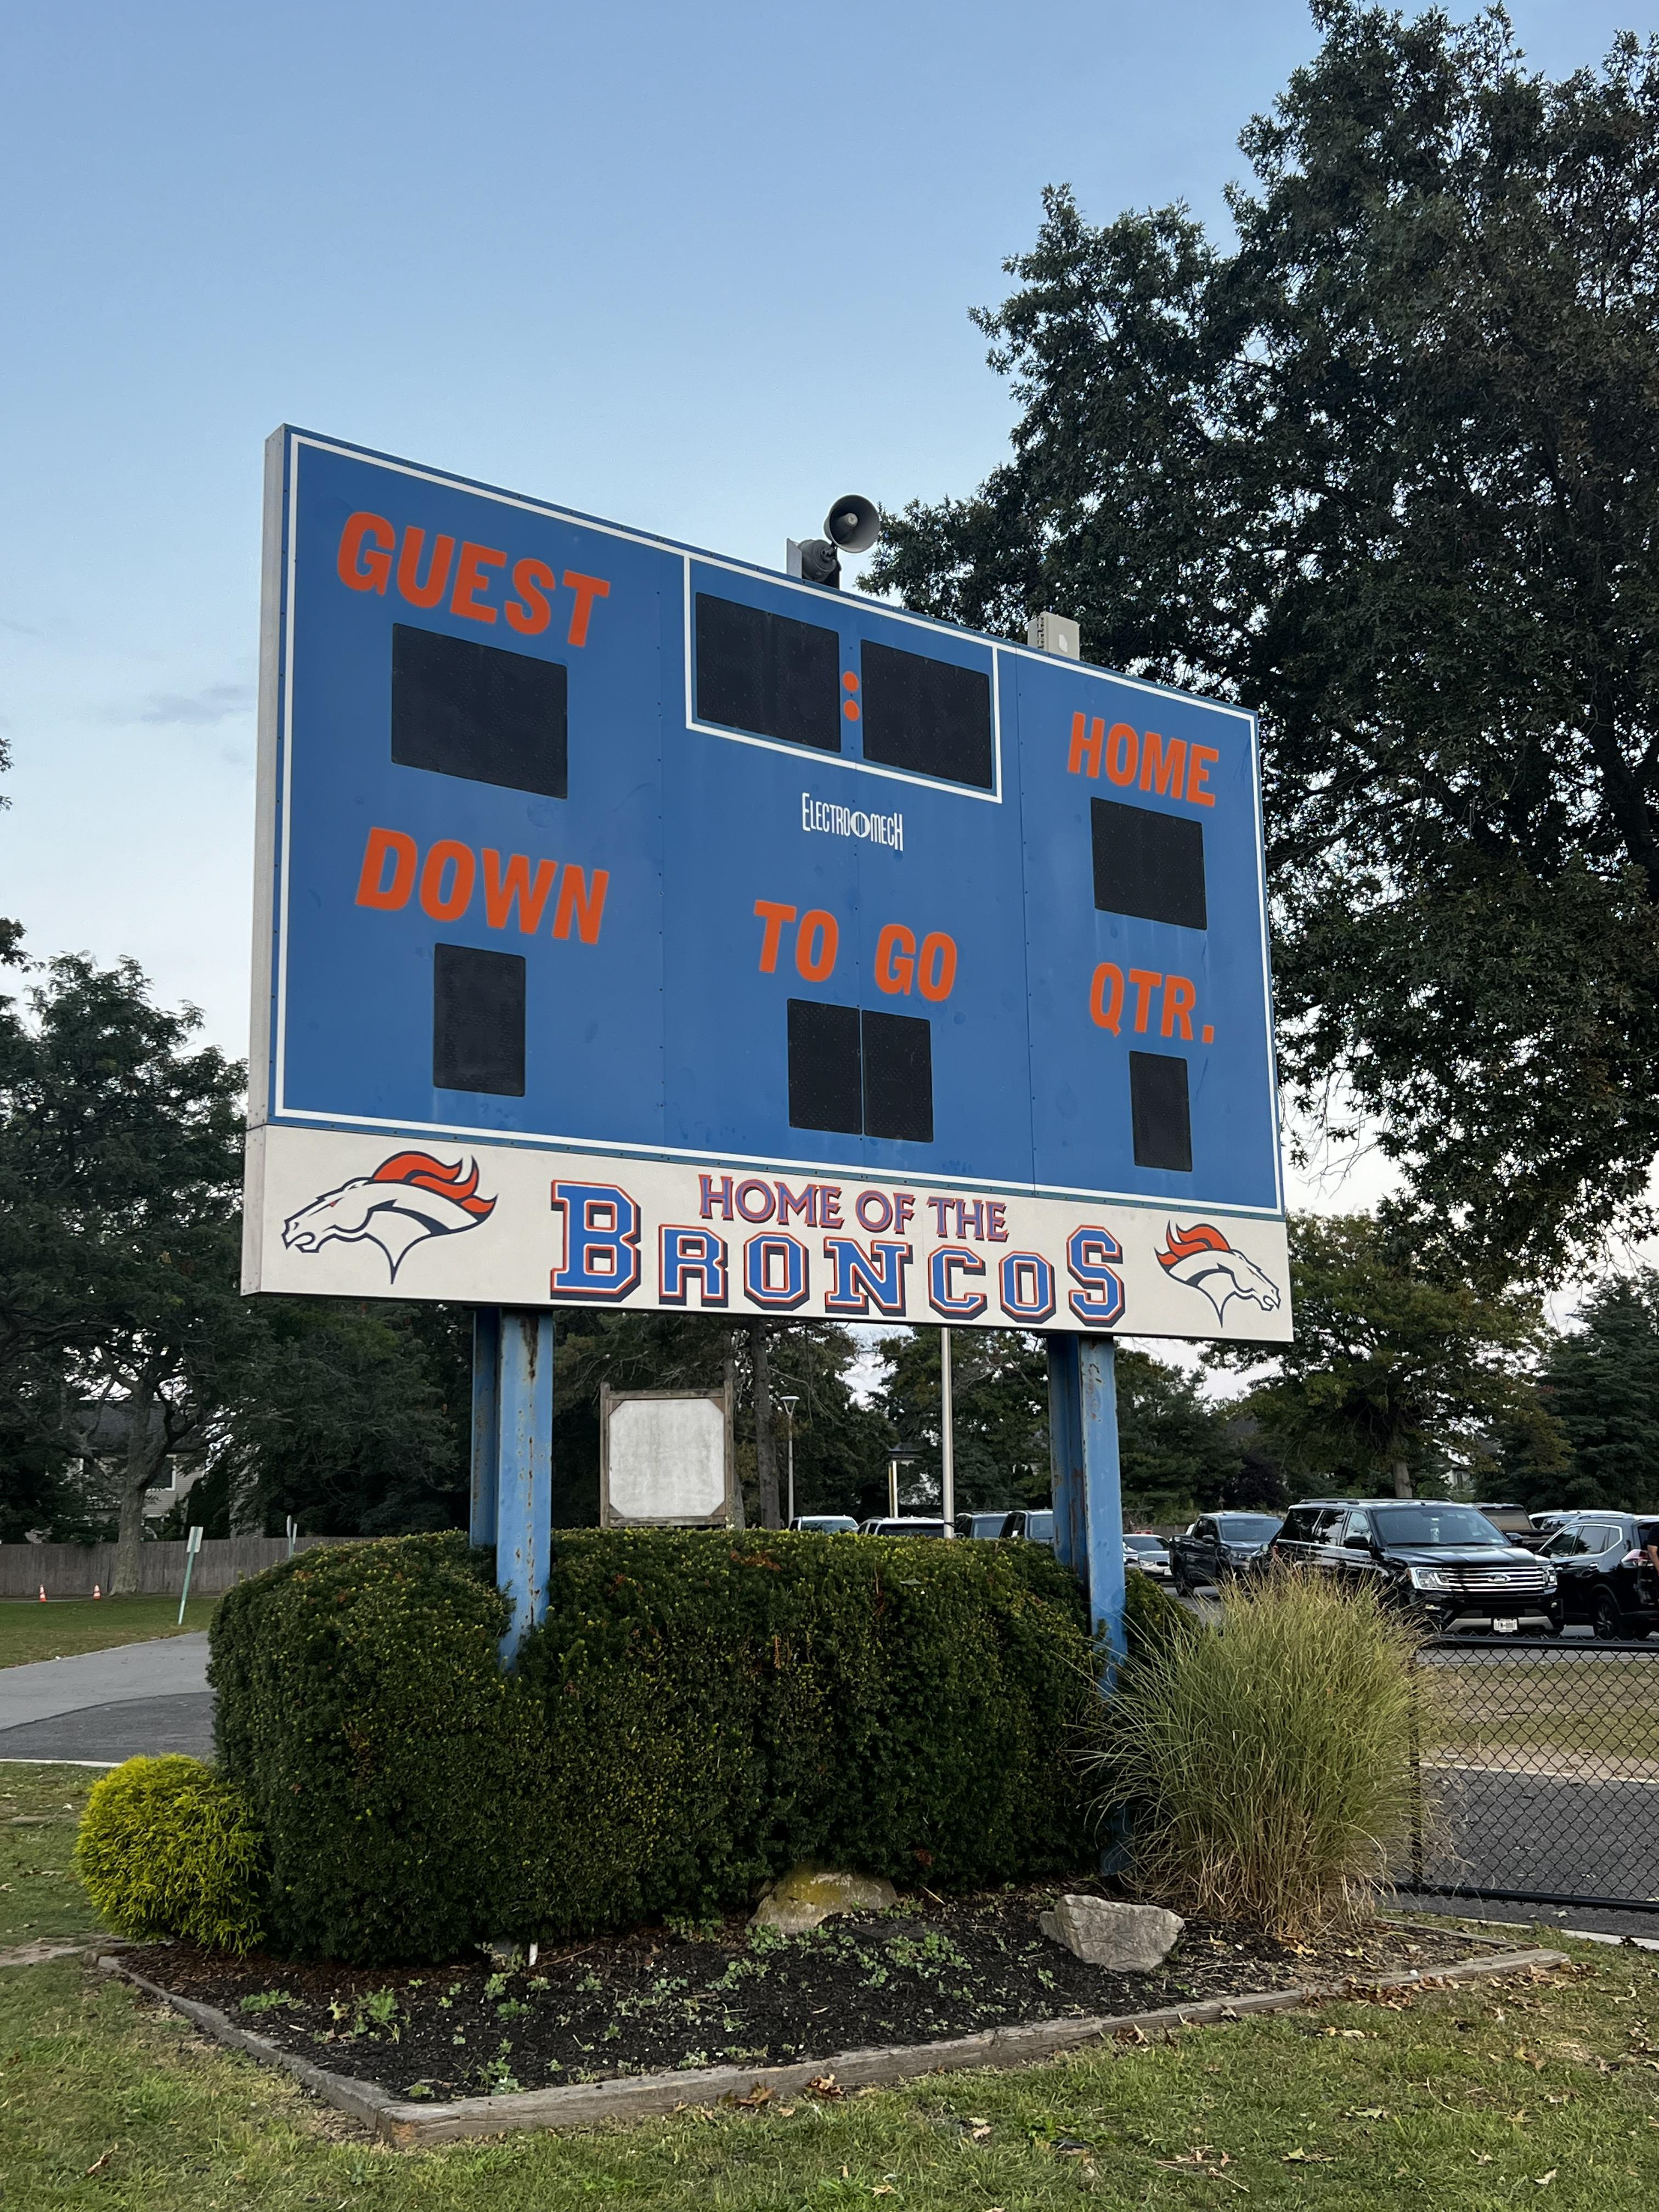 GUEST
:
HOME
ELECTRO MECH
DOWN
TO GO
QTR.
HOME OF THE
BRONCOS